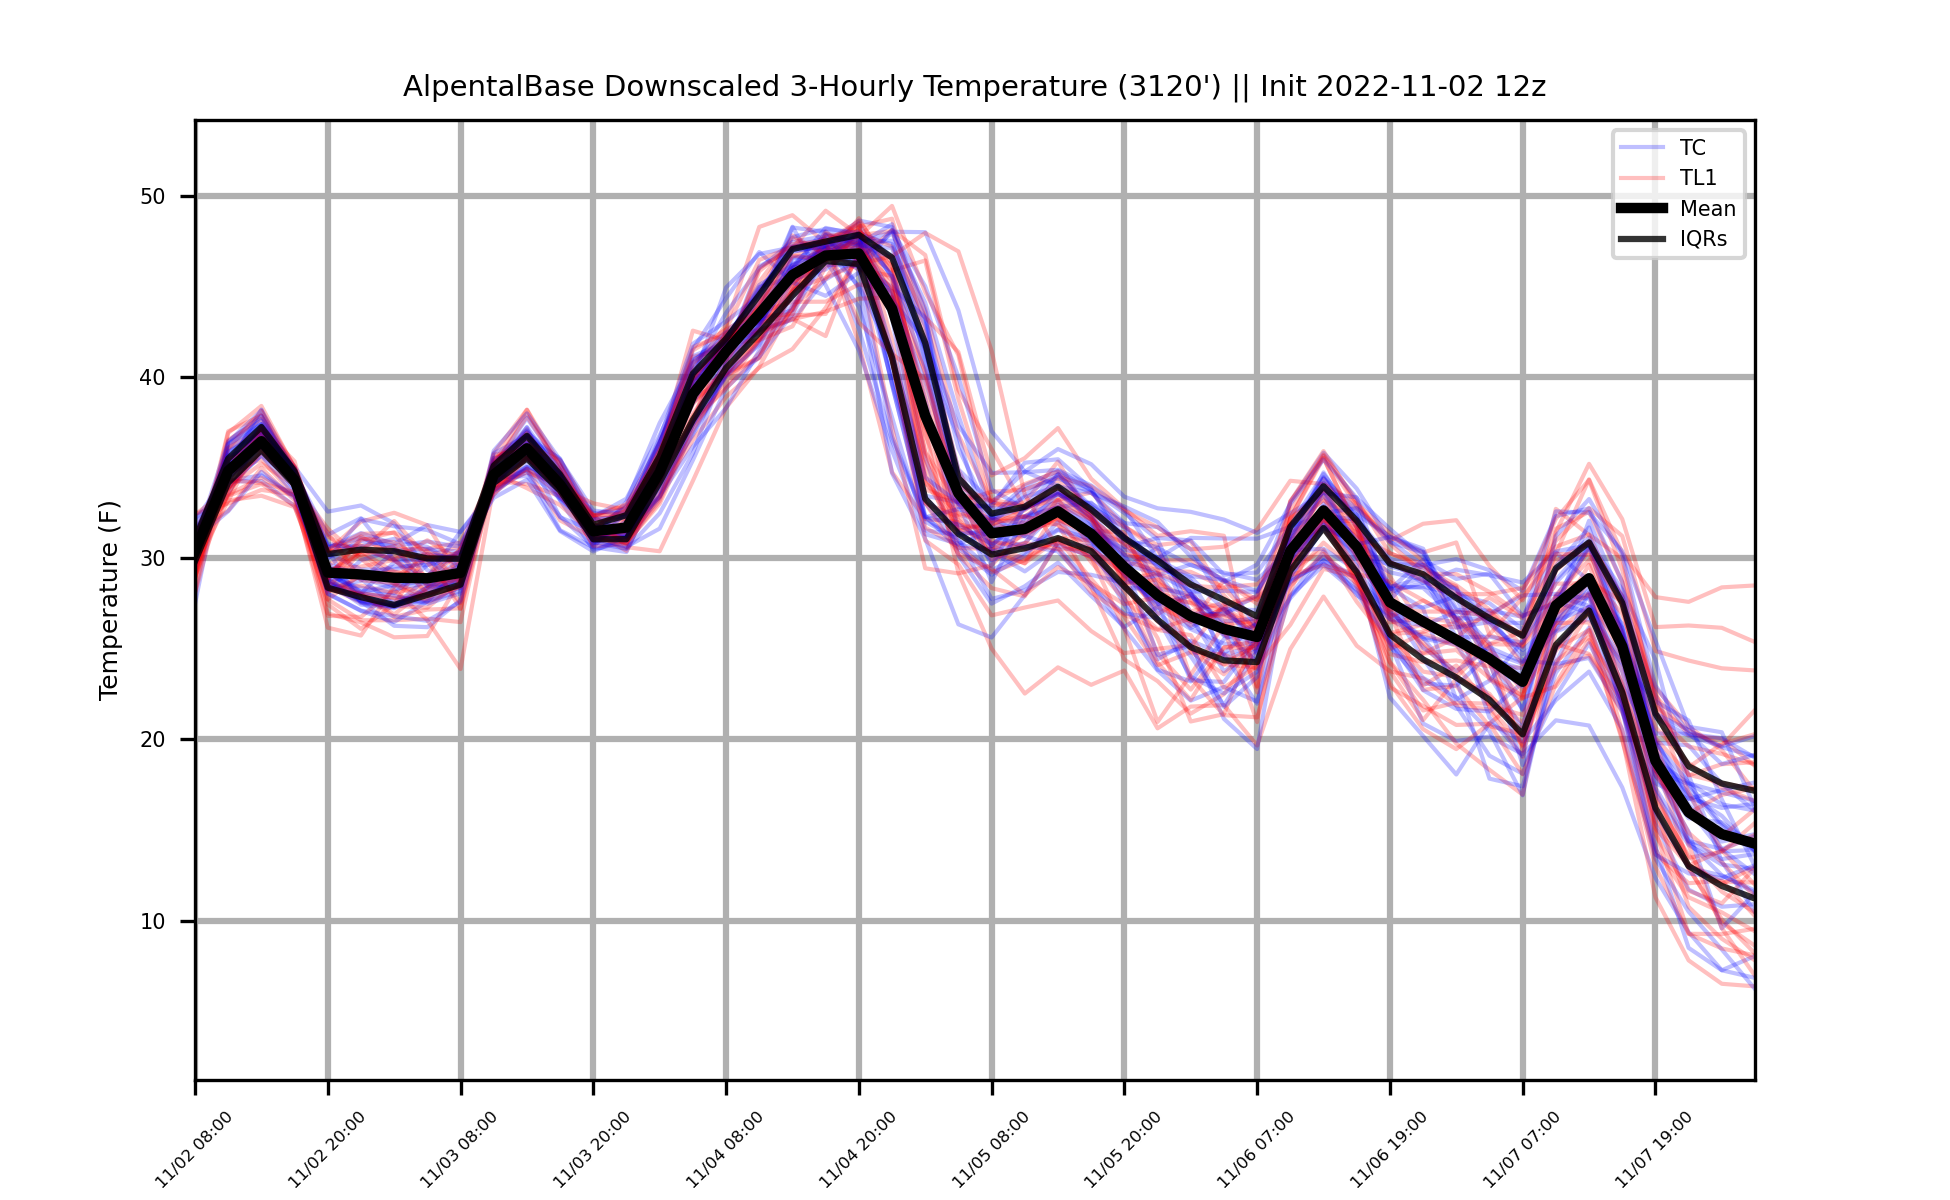 AlpentalBase Downscaled 3-Hourly Temperature (3120') || Init 2022-11-02 12z
TC
TL1
Mean
IQRs
Temperature (F)
50
40
30
20
10
11/02 08:00
11/02 20:00
11/03 08:00
11/03 20:00
11/04 08:00
11/04 20:00
11/05 08:00
11/05 20:00
11/06 07:00
11/06 19:00
11/07 07:00
11/07 19:00